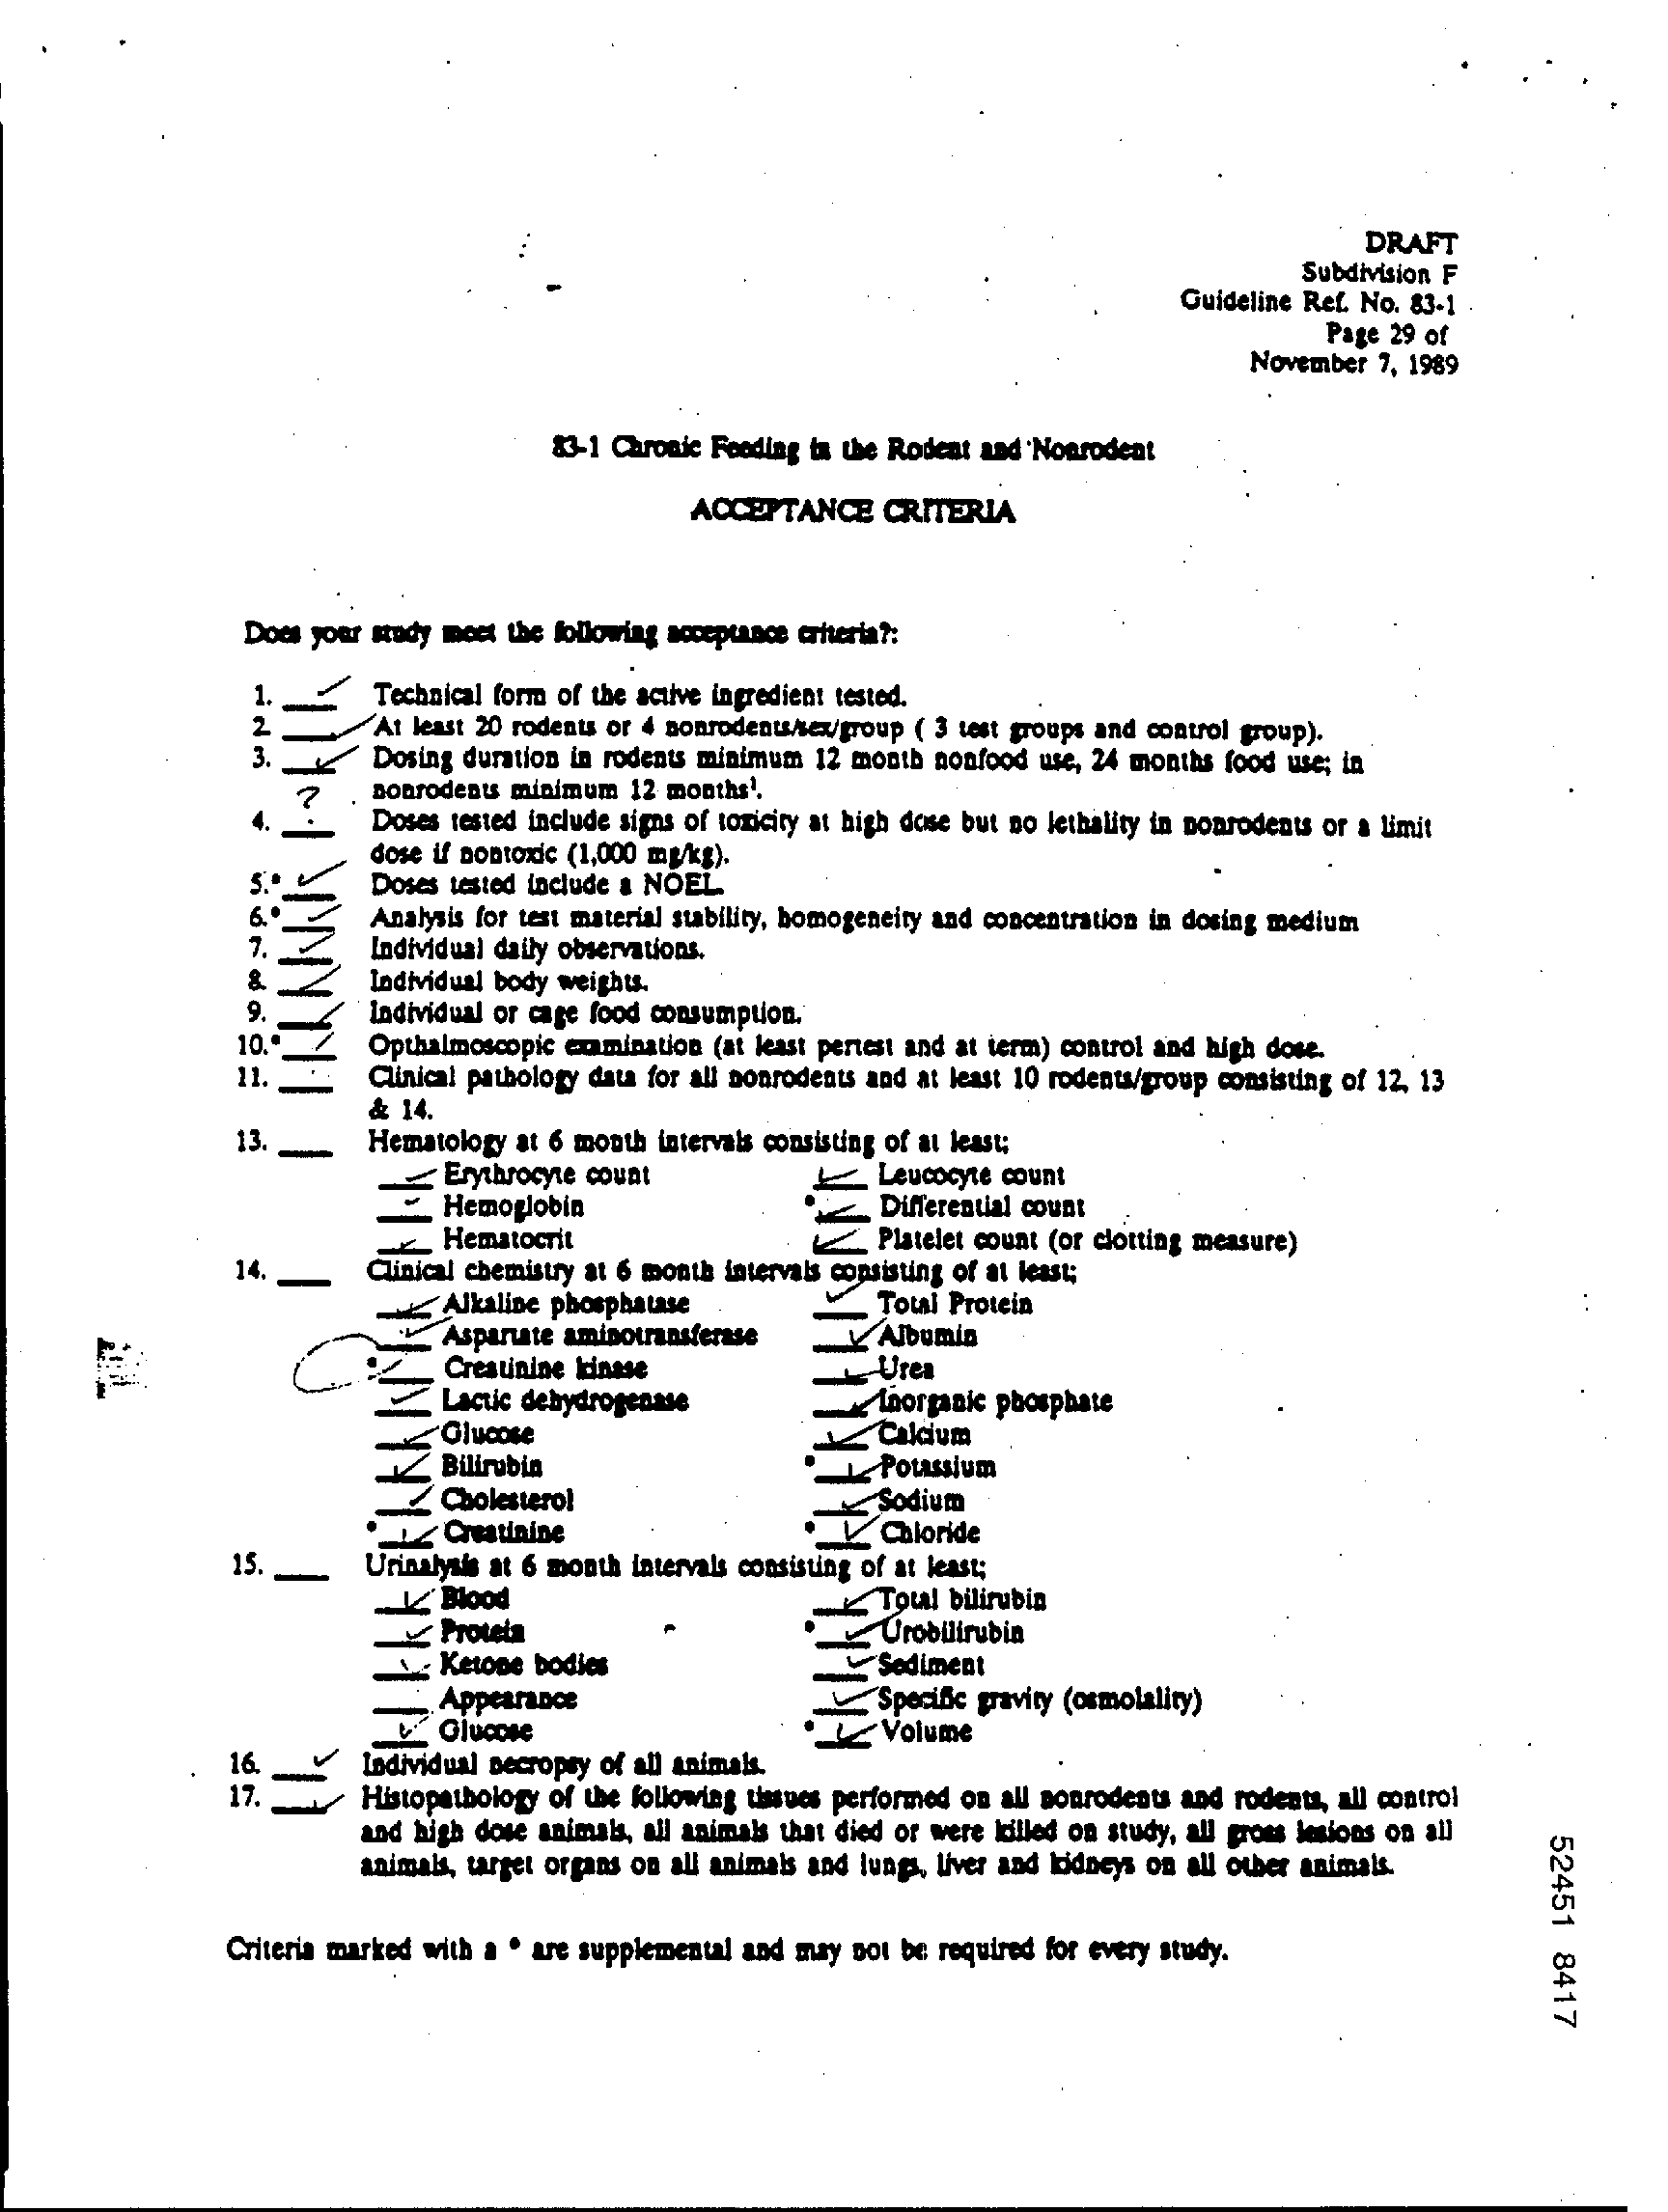 DRAFT
Subdivision F
Guideline Ref. No. 83-1
Page 29 of
November 7, 1989
83-1 Chronic Feeding in the Rodent and Nonrodent
ACCEPTANCE CRITERIA
Does your study meet the following acceptance criteria?:
1. ___ ✓ Technical form of the active ingredient tested.
2. ___ ✓ At least 20 rodents or 4 nonrodents/sex/group ( 3 test groups and control group).
3. ___ ✓ Dosing duration in rodents minimum 12 month nonfood use, 24 months food use; in
nonrodents minimum 12 months¹.
4. ___ ? Doses tested include signs of toxicity at high dose but no lethality in nonrodents or a limit
dose if nontoxic (1,000 mg/kg).
5.* ___ ✓ Doses tested include a NOEL.
6.* ___ ✓ Analysis for test material stability, homogeneity and concentration in dosing medium
7. ___ ✓ Individual daily observations.
8. ___ ✓ Individual body weights.
9. ___ ✓ Individual or cage food consumption.
10.* ___ ✓ Opthalmoscopic examination (at least pertest and at term) control and high dose.
11. ___ Clinical pathology data for all nonrodents and at least 10 rodents/group consisting of 12, 13
& 14.
13. ___ Hematology at 6 month intervals consisting of at least;
✓ Erythrocyte count ✓ Leucocyte count
✓ Hemoglobin *✓ Differential count
✓ Hematocrit ✓ Platelet count (or clotting measure)
14. ___ Clinical chemistry at 6 month intervals consisting of at least;
✓ Alkaline phosphatase ✓ Total Protein
✓ Aspartate aminotransferase ✓ Albumin
*✓ Creatinine kinase ✓ Urea
✓ Lactic dehydrogenase ✓ Inorganic phosphate
✓ Glucose ✓ Calcium
✓ Bilirubin *✓ Potassium
✓ Cholesterol ✓ Sodium
*✓ Creatinine *✓ Chloride
15. ___ Urinalysis at 6 month intervals consisting of at least;
✓ Blood ✓ Total bilirubin
✓ Protein *✓ Urobilirubin
✓ Ketone bodies ✓ Sediment
___ Appearance ✓ Specific gravity (osmolality)
✓ Glucose *✓ Volume
16. ___ ✓ Individual necropsy of all animals.
17. ___ ✓ Histopathology of the following tissues performed on all nonrodents and rodents, all control
and high dose animals, all animals that died or were killed on study, all gross lesions on all
animals, target organs on all animals and lungs, liver and kidneys on all other animals.
Criteria marked with a * are supplemental and may not be required for every study.
52451 8417